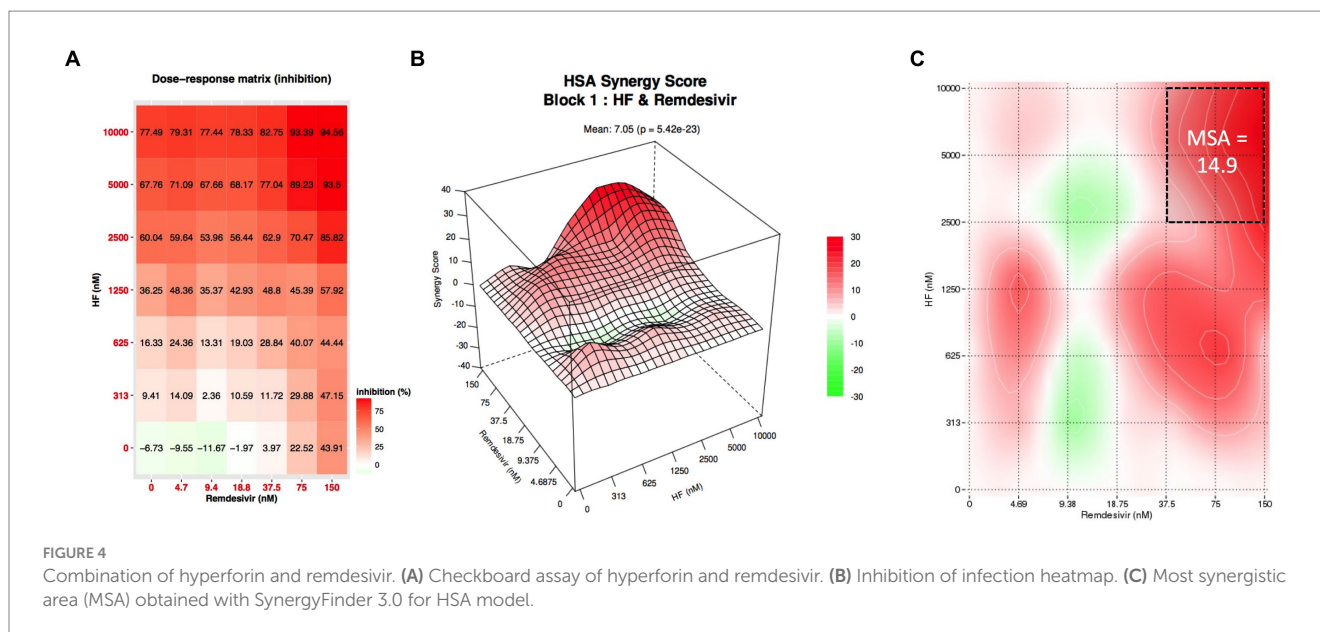 A
Dose-response matrix (inhibition)
HF (nM)
10000 77.49 79.31 77.44 78.33 82.75 93.39 94.56
5000 67.76 71.09 67.66 68.17 77.04 89.23 93.5
2500 60.04 59.64 53.96 56.44 62.9 70.47 85.82
1250 36.25 48.36 35.37 42.93 48.8 45.39 57.92
625 16.33 24.36 13.31 19.03 28.84 40.07 44.44
313 9.41 14.09 2.36 10.59 11.72 29.88 47.15
0 -6.73 -9.55 -11.67 -1.97 3.97 22.52 43.91
0 4.7 9.4 18.8 37.5 75 150
Remdesivir (nM)
inhibition (%)
75
50
25
0
B
HSA Synergy Score
Block 1 : HF & Remdesivir
Mean: 7.05 (p = 5.42e-23)
Synergy Score
40
30
20
10
0
-10
-20
-30
-40
150
75
37.5
18.75
9.375
4.6875
0
Remdesivir (nM)
0
313
625
1250
2500
5000
10000
HF (nM)
30
20
10
0
-10
-20
-30
C
HF (nM)
10000
5000
2500
1250
625
313
0
MSA =
14.9
0 4.69 9.38 18.75 37.5 75 150
Remdesivir (nM)
FIGURE 4
Combination of hyperforin and remdesivir. (A) Checkboard assay of hyperforin and remdesivir. (B) Inhibition of infection heatmap. (C) Most synergistic
area (MSA) obtained with SynergyFinder 3.0 for HSA model.